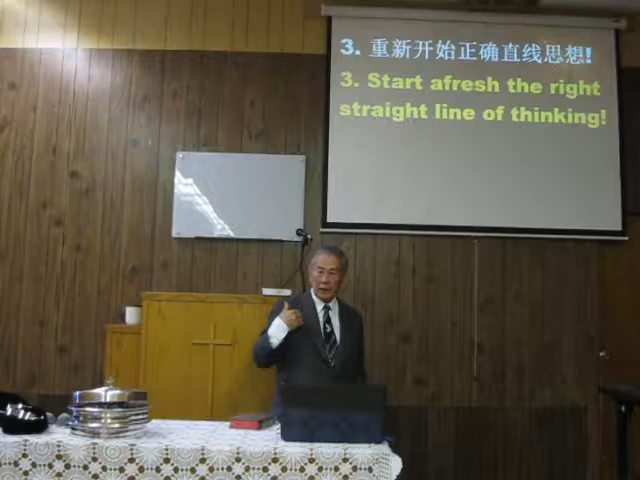 3. 重新开始正确直线思想!
3. Start afresh the right
straight line of thinking!